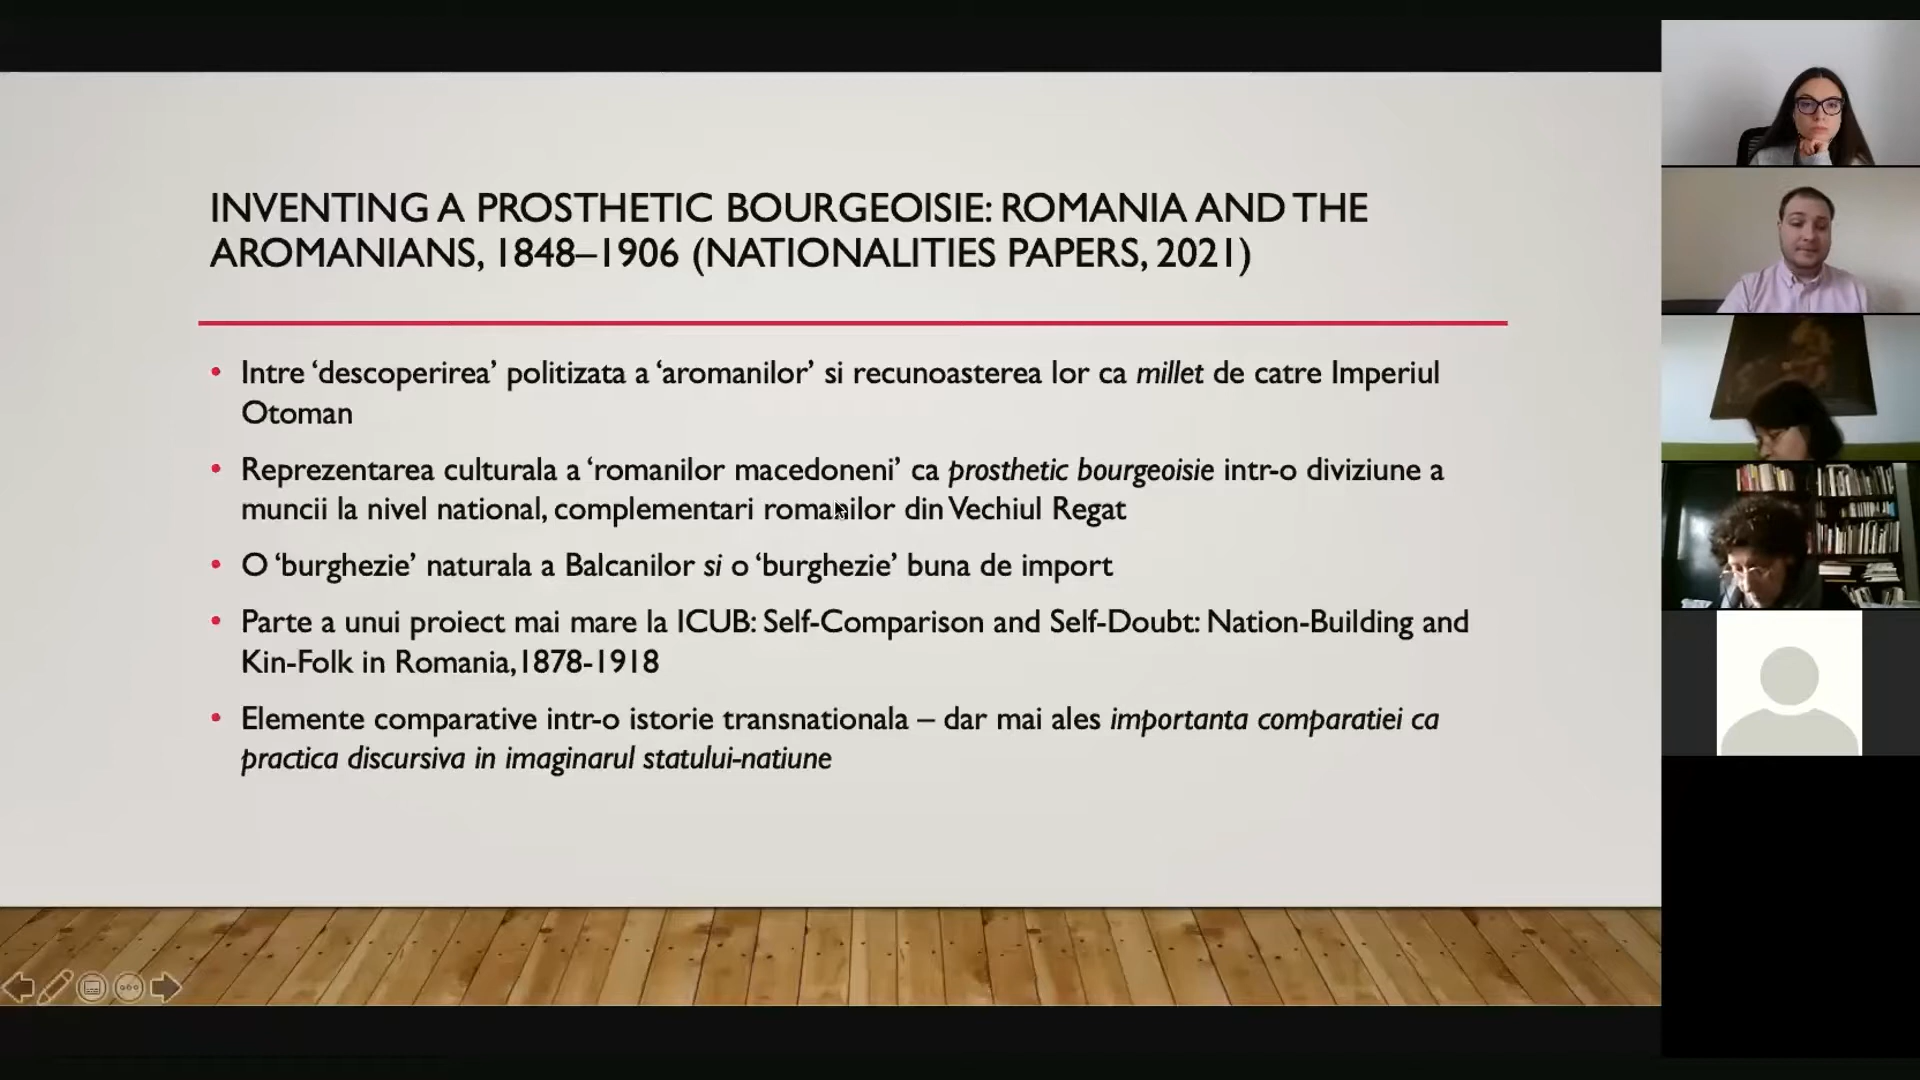 INVENTING A PROSTHETIC BOURGEOISIE: ROMANIA AND THE
AROMANIANS, 1848–1906 (NATIONALITIES PAPERS, 2021)
• Intre ‘descoperirea’ politizata a ‘aromanilor’ si recunoasterea lor ca millet de catre Imperiul
Otoman
• Reprezentarea culturala a ‘romanilor macedoneni’ ca prosthetic bourgeoisie intr-o diviziune a
muncii la nivel national, complementari romanilor din Vechiul Regat
• O ‘burghezie’ naturala a Balcanilor si o ‘burghezie’ buna de import
• Parte a unui proiect mai mare la ICUB: Self-Comparison and Self-Doubt: Nation-Building and
Kin-Folk in Romania,1878-1918
• Elemente comparative intr-o istorie transnationala – dar mai ales importanta comparatiei ca
practica discursiva in imaginarul statului-natiune